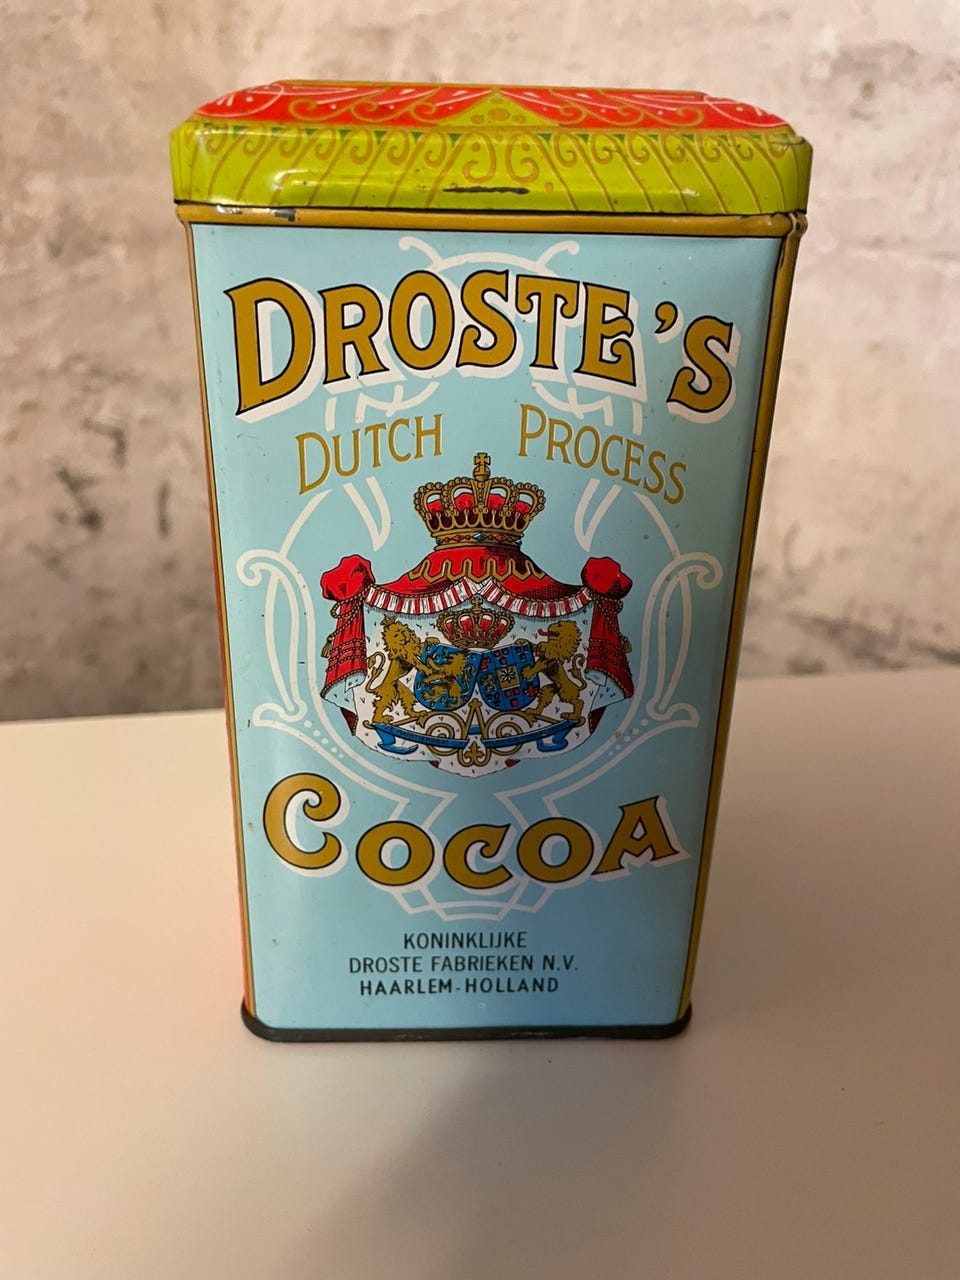 DROSTE'S
DUTCH PROCESS
COCOA
KONINKLIJKE
DROSTE FABRIEKEN N.V.
HAARLEM-HOLLAND